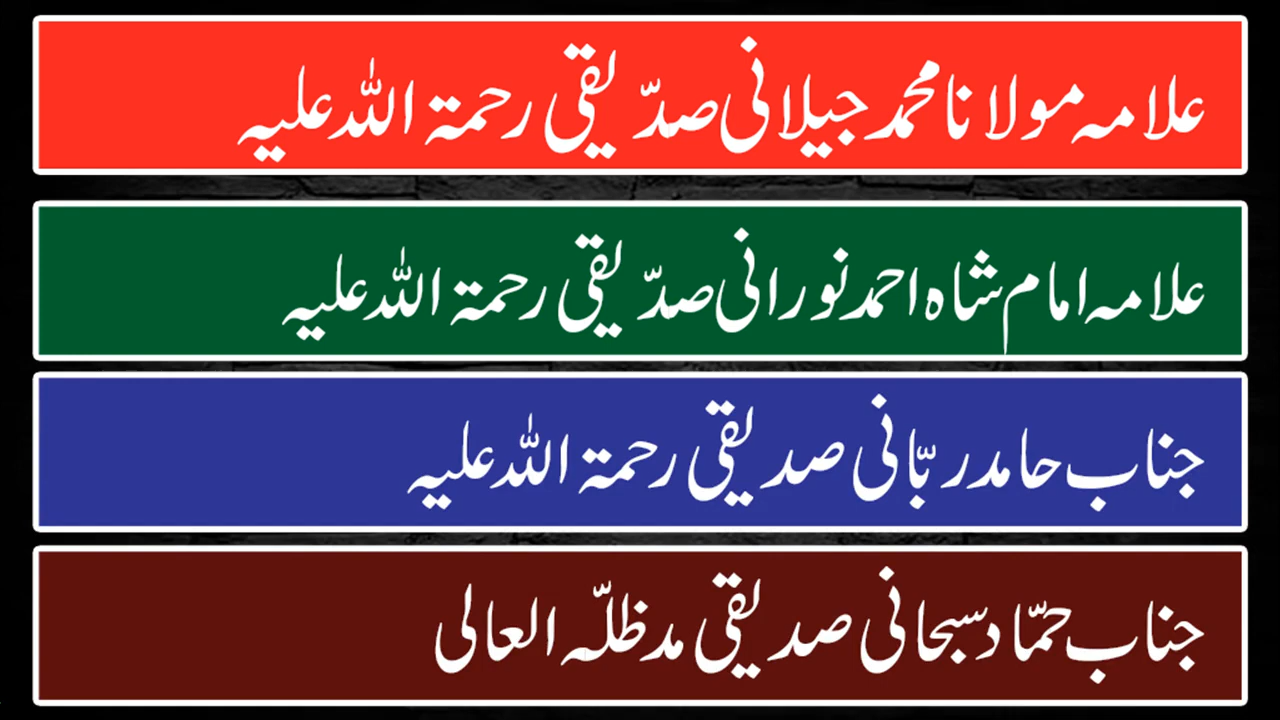 علامہ مولانا محمد جیلانی صدّیقی رحمۃ اللہ علیہ
علامہ امام شاہ احمد نورانی صدّیقی رحمۃ اللہ علیہ
جناب حامد ربّانی صدیقی رحمۃ اللہ علیہ
جناب حمّاد سبحانی صدیقی مدظلّہ العالی